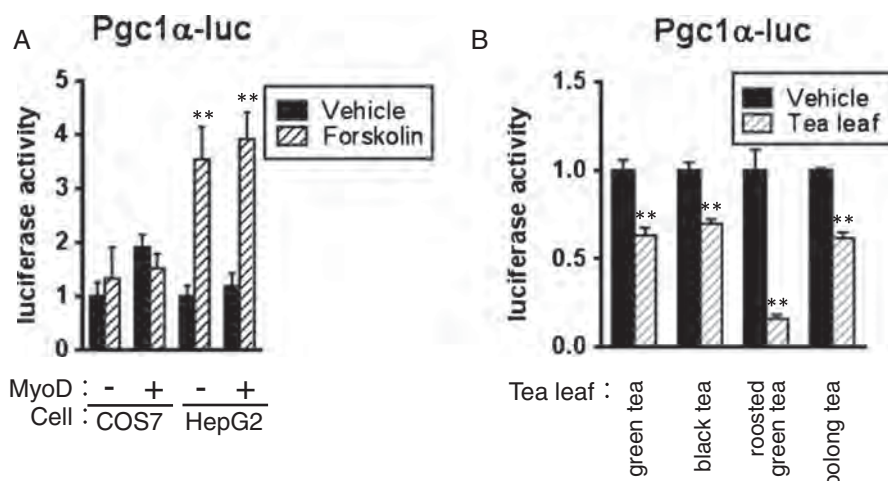 A
Pgc1α-luc
luciferase activity
5
4
3
2
1
0
** **
Vehicle
Forskolin
MyoD : - + - +
Cell : COS7 HepG2
B
Pgc1α-luc
luciferase activity
1.5
1.0
0.5
0.0
Vehicle
Tea leaf
** ** ** **
Tea leaf :
green tea
black tea
roosted
green tea
oolong tea